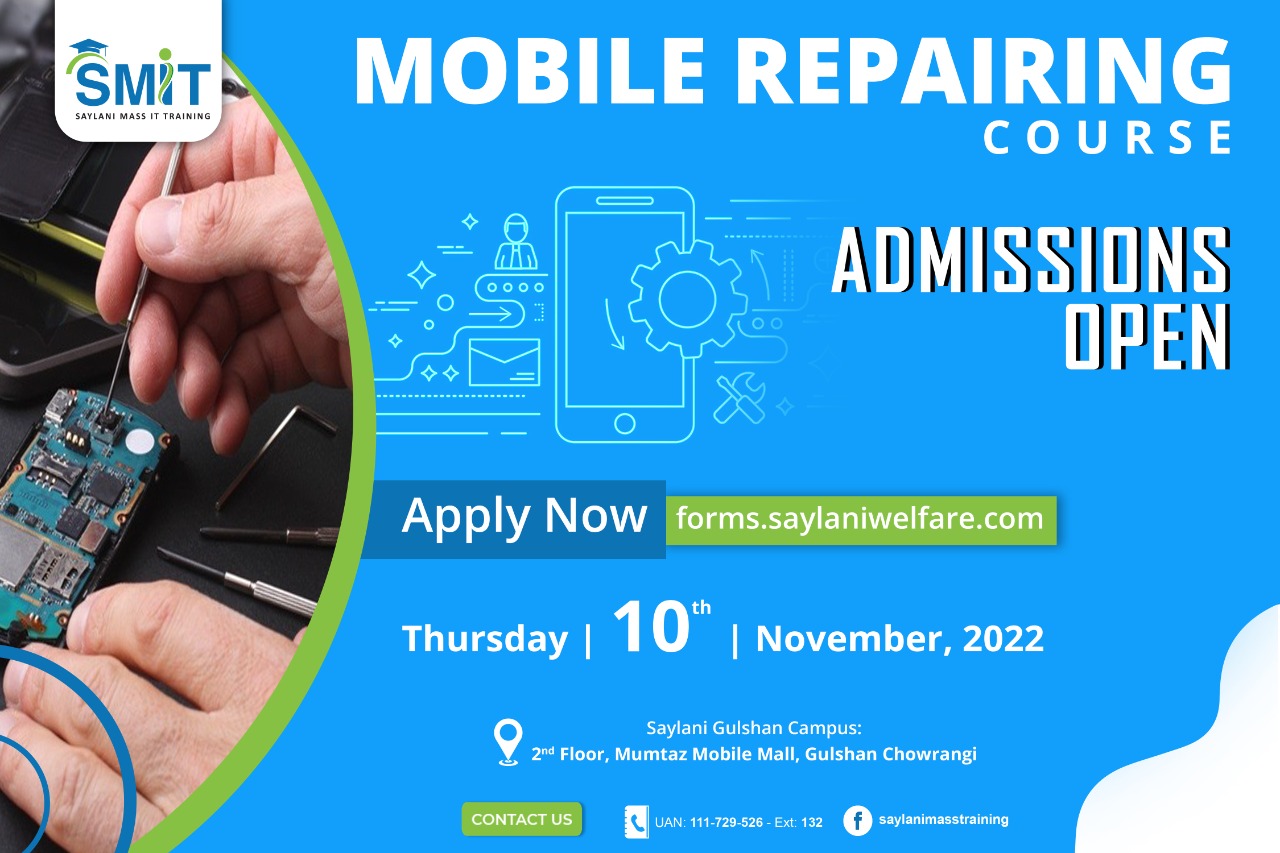 SMiT
SAYLANI MASS IT TRAINING
MOBILE REPAIRING
COURSE
ADMISSIONS
OPEN
Apply Now forms.saylaniwelfare.com
Thursday | 10th | November, 2022
Saylani Gulshan Campus:
2nd Floor, Mumtaz Mobile Mall, Gulshan Chowrangi
CONTACT US UAN: 111-729-526 - Ext: 132 saylanimasstraining